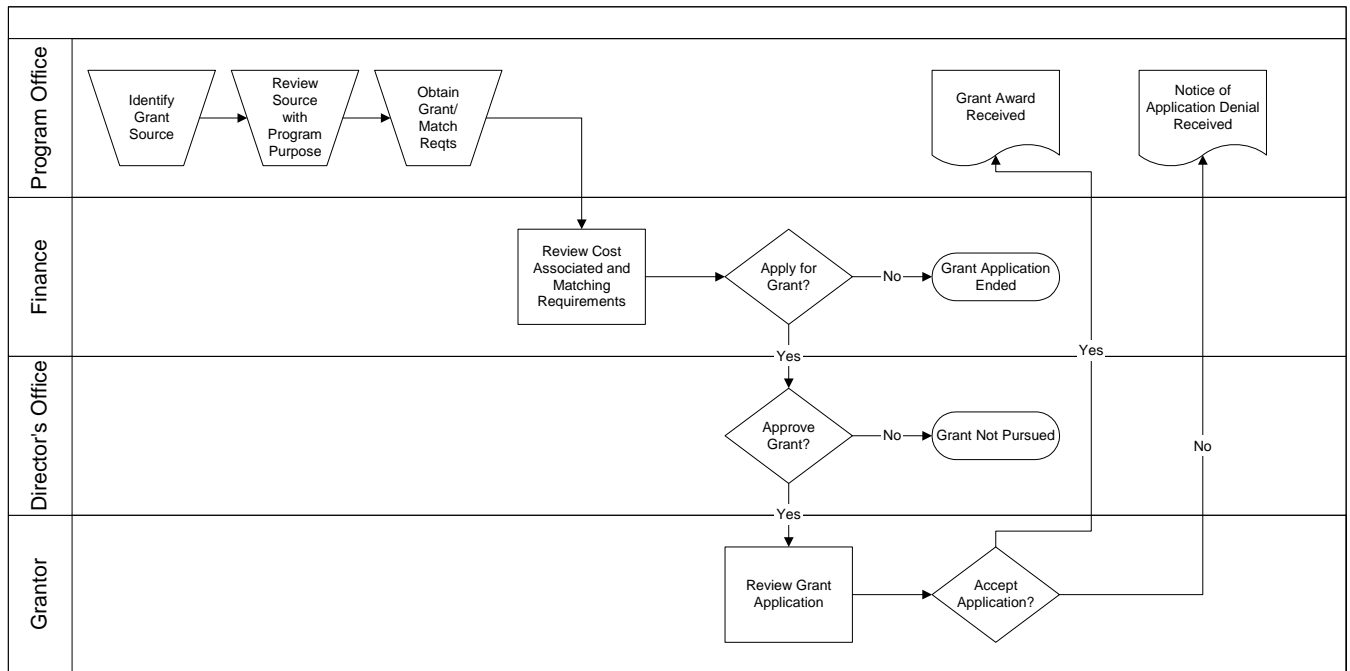 Program Office
Identify
Grant
Source
Review
Source
with
Program
Purpose
Obtain
Grant/
Match
Reqts
Grant Award
Received
Notice of
Application Denial
Received
Finance
Review Cost
Associated and
Matching
Requirements
Apply for
Grant?
No
Grant Application
Ended
Yes
Yes
Director's Office
Approve
Grant?
No
Grant Not Pursued
No
Yes
Grantor
Review Grant
Application
Accept
Application?